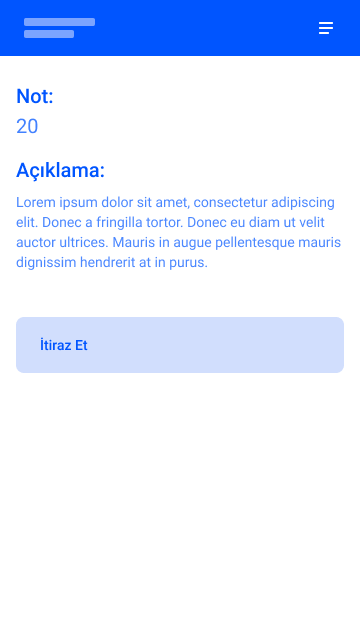 Not:
20
Açıklama:
Lorem ipsum dolor sit amet, consectetur adipiscing
elit. Donec a fringilla tortor. Donec eu diam ut velit
auctor ultrices. Mauris in augue pellentesque mauris
dignissim hendrerit at in purus.
İtiraz Et